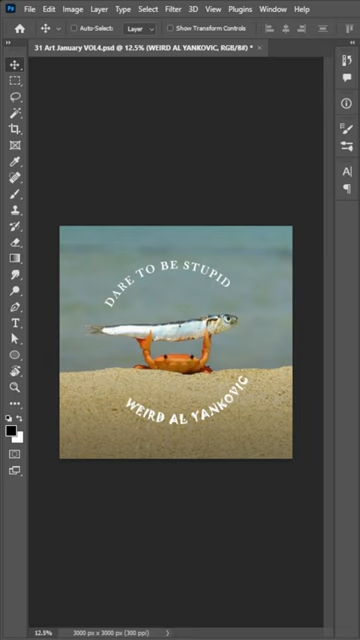 Ps File Edit Image Layer Type Select Filter 3D View Plugins Window Help
Auto-Select: Layer Show Transform Controls
31 Art January VOL4.psd @ 12.5% (WEIRD AL YANKOVIC, RGB/8#) * ×
DARE TO BE STUPID
WEIRD AL YANKOVIC
12.5% 3000 px x 3000 px (300 ppi)